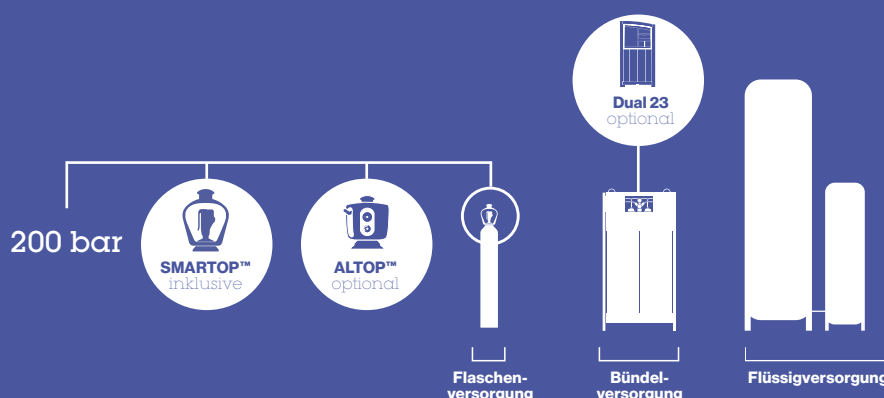 Dual 23
optional
200 bar
SMARTOP™
inklusive
ALTOP™
optional
Flaschen-
versorgung
Bündel-
versorgung
Flüssigversorgung